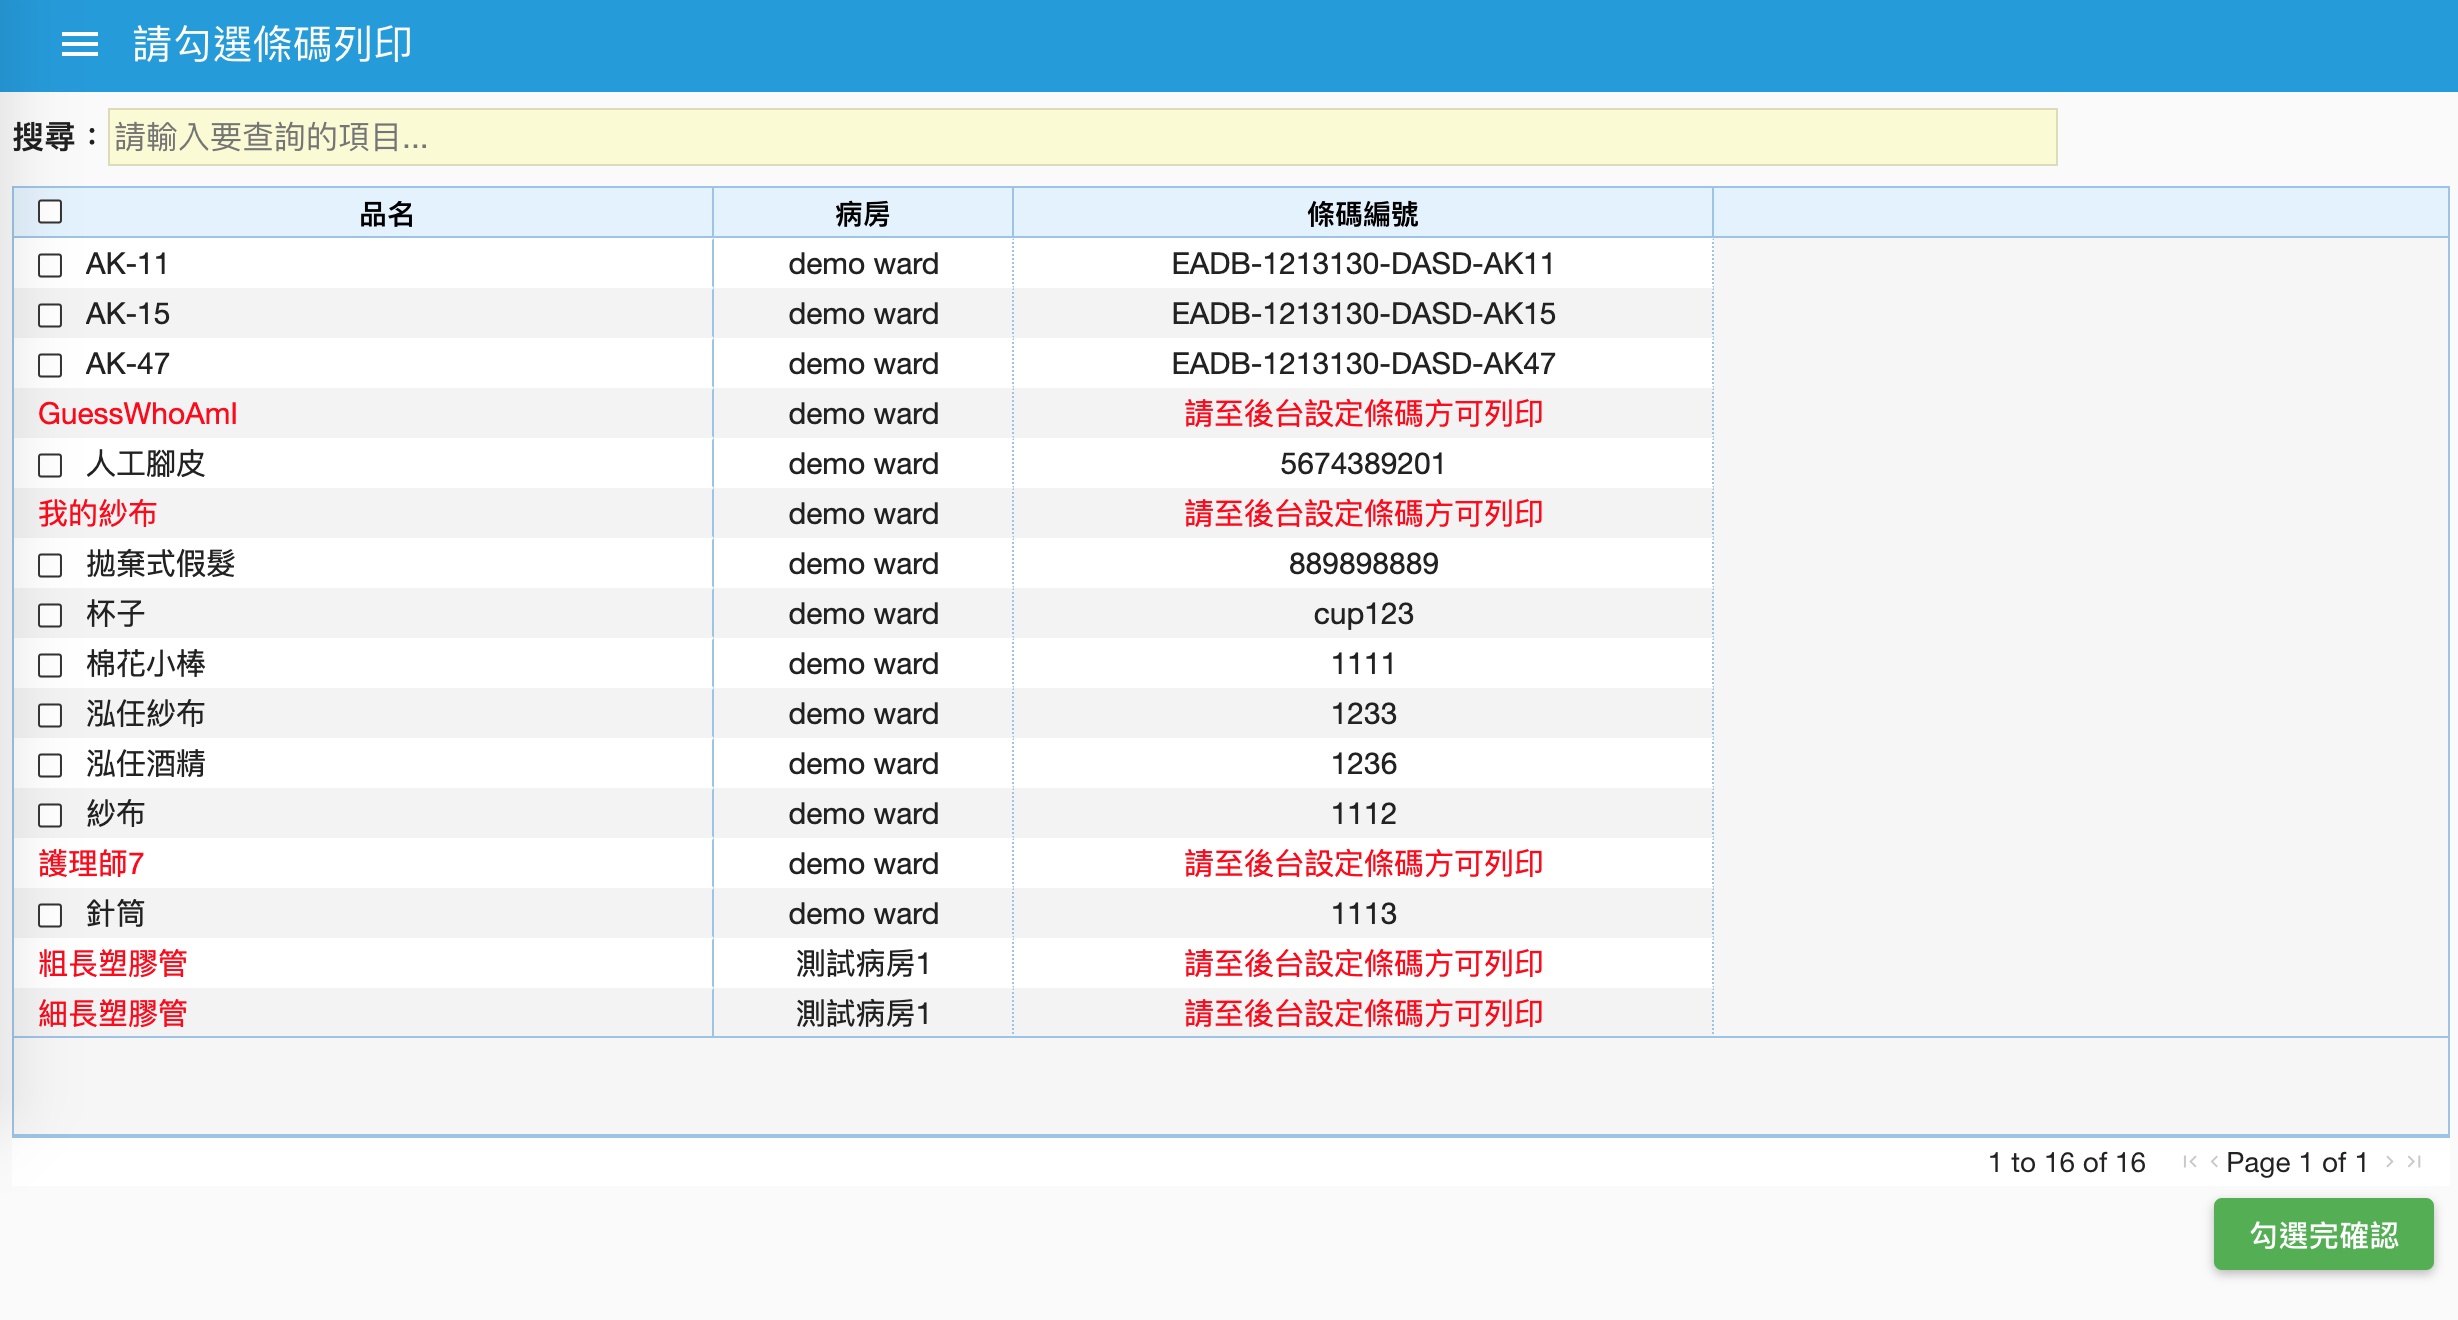 請勾選條碼列印
搜尋：請輸入要查詢的項目...
品名 病房 條碼編號
AK-11 demo ward EADB-1213130-DASD-AK11
AK-15 demo ward EADB-1213130-DASD-AK15
AK-47 demo ward EADB-1213130-DASD-AK47
GuessWhoAmI demo ward 請至後台設定條碼方可列印
人工腳皮 demo ward 5674389201
我的紗布 demo ward 請至後台設定條碼方可列印
拋棄式假髮 demo ward 889898889
杯子 demo ward cup123
棉花小棒 demo ward 1111
泓任紗布 demo ward 1233
泓任酒精 demo ward 1236
紗布 demo ward 1112
護理師7 demo ward 請至後台設定條碼方可列印
針筒 demo ward 1113
粗長塑膠管 測試病房1 請至後台設定條碼方可列印
細長塑膠管 測試病房1 請至後台設定條碼方可列印
1 to 16 of 16 Page 1 of 1
勾選完確認